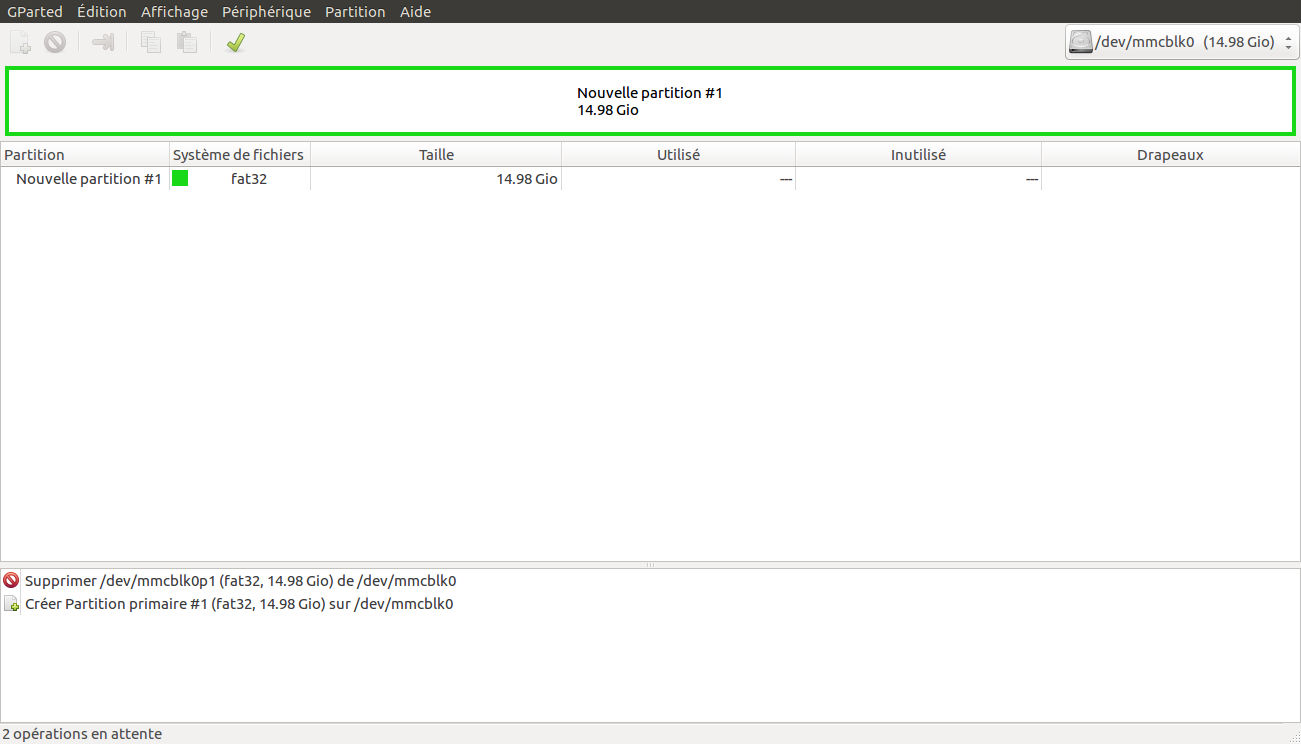 GParted Édition Affichage Périphérique Partition Aide
/dev/mmcblk0 (14.98 Gio)
Nouvelle partition #1
14.98 Gio
Partition Système de fichiers Taille Utilisé Inutilisé Drapeaux
Nouvelle partition #1 fat32 14.98 Gio --- ---
Supprimer /dev/mmcblk0p1 (fat32, 14.98 Gio) de /dev/mmcblk0
Créer Partition primaire #1 (fat32, 14.98 Gio) sur /dev/mmcblk0
2 opérations en attente